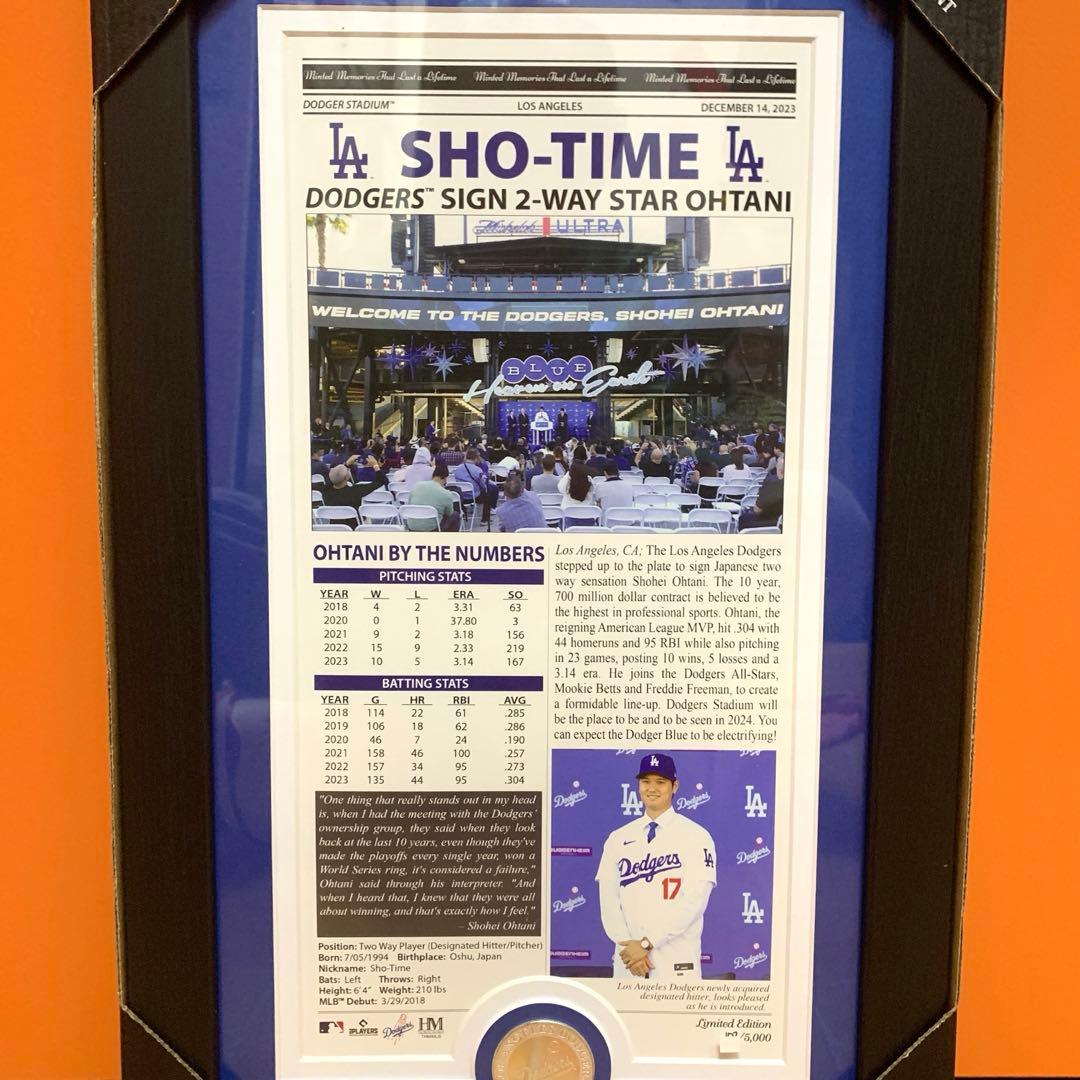 NT
Minted Memories That Last a Lifetime Minted Memories That Last a Lifetime Minted Memories That Last a Lifetime
DODGER STADIUM™ LOS ANGELES DECEMBER 14, 2023
LA SHO-TIME LA
DODGERS™ SIGN 2-WAY STAR OHTANI
Michelob ULTRA
WELCOME TO THE DODGERS, SHOHEI OHTANI
BLUE
Heaven on Earth
OHTANI BY THE NUMBERS
PITCHING STATS
YEAR W L ERA SO
2018 4 2 3.31 63
2020 0 1 37.80 3
2021 9 2 3.18 156
2022 15 9 2.33 219
2023 10 5 3.14 167
BATTING STATS
YEAR G HR RBI AVG
2018 114 22 61 .285
2019 106 18 62 .286
2020 46 7 24 .190
2021 158 46 100 .257
2022 157 34 95 .273
2023 135 44 95 .304
"One thing that really stands out in my head
is, when I had the meeting with the Dodgers'
ownership group, they said when they look
back at the last 10 years, even though they've
made the playoffs every single year, won a
World Series ring, it's considered a failure,"
Ohtani said through his interpreter. "And
when I heard that, I knew that they were all
about winning, and that's exactly how I feel."
– Shohei Ohtani
Position: Two Way Player (Designated Hitter/Pitcher)
Born: 7/05/1994 Birthplace: Oshu, Japan
Nickname: Sho-Time
Bats: Left Throws: Right
Height: 6'4" Weight: 210 lbs
MLB™ Debut: 3/29/2018
PLAYERS Dodgers HM
Los Angeles, CA; The Los Angeles Dodgers
stepped up to the plate to sign Japanese two
way sensation Shohei Ohtani. The 10 year,
700 million dollar contract is believed to be
the highest in professional sports. Ohtani, the
reigning American League MVP, hit .304 with
44 homeruns and 95 RBI while also pitching
in 23 games, posting 10 wins, 5 losses and a
3.14 era. He joins the Dodgers All-Stars,
Mookie Betts and Freddie Freeman, to create
a formidable line-up. Dodgers Stadium will
be the place to be and to be seen in 2024. You
can expect the Dodger Blue to be electrifying!
LA
Dodgers LA Dodgers LA
GUGGENHEIM Dodgers LA Dodgers
17
Dodgers LA
GUGGENHEIM Dodgers
Los Angeles Dodgers newly acquired
designated hitter, looks pleased
as he is introduced.
Limited Edition
/5,000
Dodgers